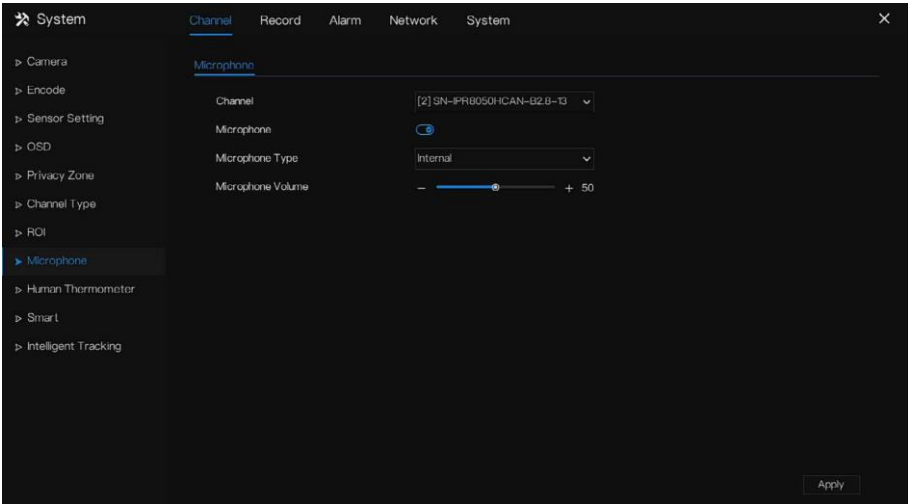 System
Channel Record Alarm Network System
Camera
Encode
Sensor Setting
OSD
Privacy Zone
Channel Type
ROI
Microphone
Human Thermometer
Smart
Intelligent Tracking
Microphone
Channel [2] SN-IPR8050HCAN-B2.8-13
Microphone
Microphone Type Internal
Microphone Volume − + 50
Apply